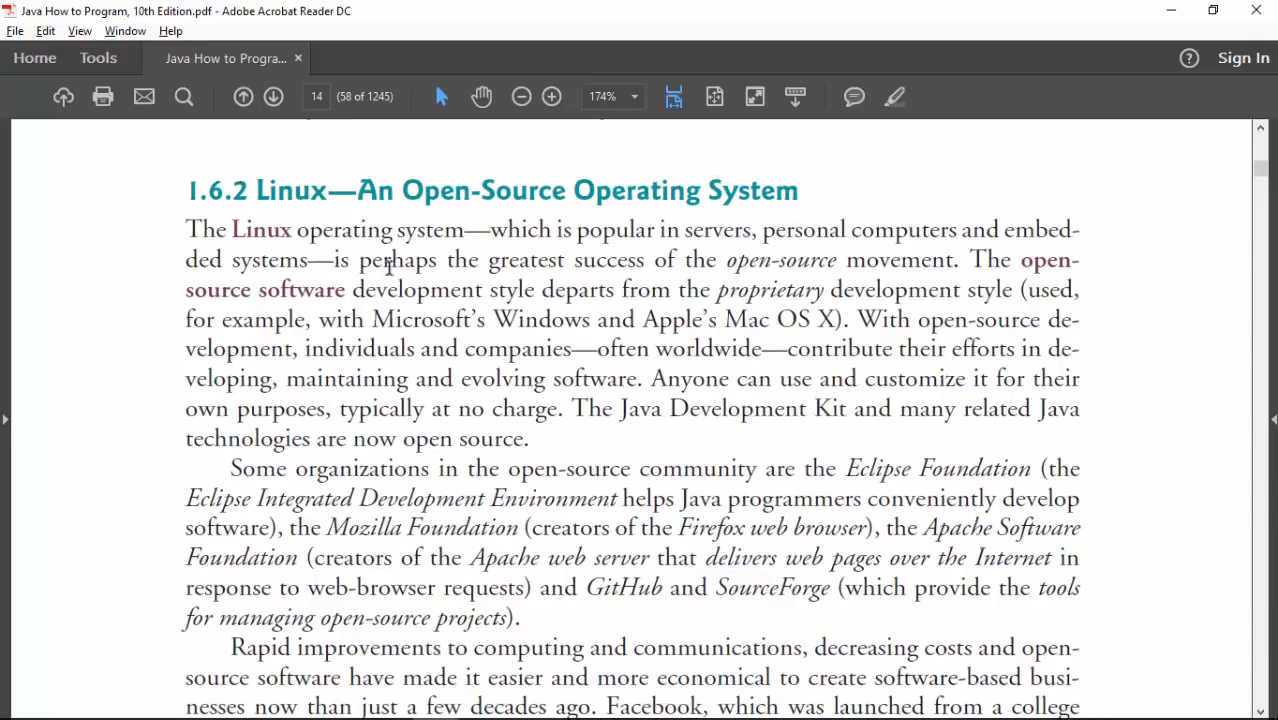 Java How to Program, 10th Edition.pdf - Adobe Acrobat Reader DC
File Edit View Window Help
Home Tools Java How to Progra... × ? Sign In
14 (58 of 1245) 174%
1.6.2 Linux—An Open-Source Operating System
The Linux operating system—which is popular in servers, personal computers and embed-
ded systems—is perhaps the greatest success of the open-source movement. The open-
source software development style departs from the proprietary development style (used,
for example, with Microsoft's Windows and Apple's Mac OS X). With open-source de-
velopment, individuals and companies—often worldwide—contribute their efforts in de-
veloping, maintaining and evolving software. Anyone can use and customize it for their
own purposes, typically at no charge. The Java Development Kit and many related Java
technologies are now open source.
Some organizations in the open-source community are the Eclipse Foundation (the
Eclipse Integrated Development Environment helps Java programmers conveniently develop
software), the Mozilla Foundation (creators of the Firefox web browser), the Apache Software
Foundation (creators of the Apache web server that delivers web pages over the Internet in
response to web-browser requests) and GitHub and SourceForge (which provide the tools
for managing open-source projects).
Rapid improvements to computing and communications, decreasing costs and open-
source software have made it easier and more economical to create software-based busi-
nesses now than just a few decades ago. Facebook, which was launched from a college